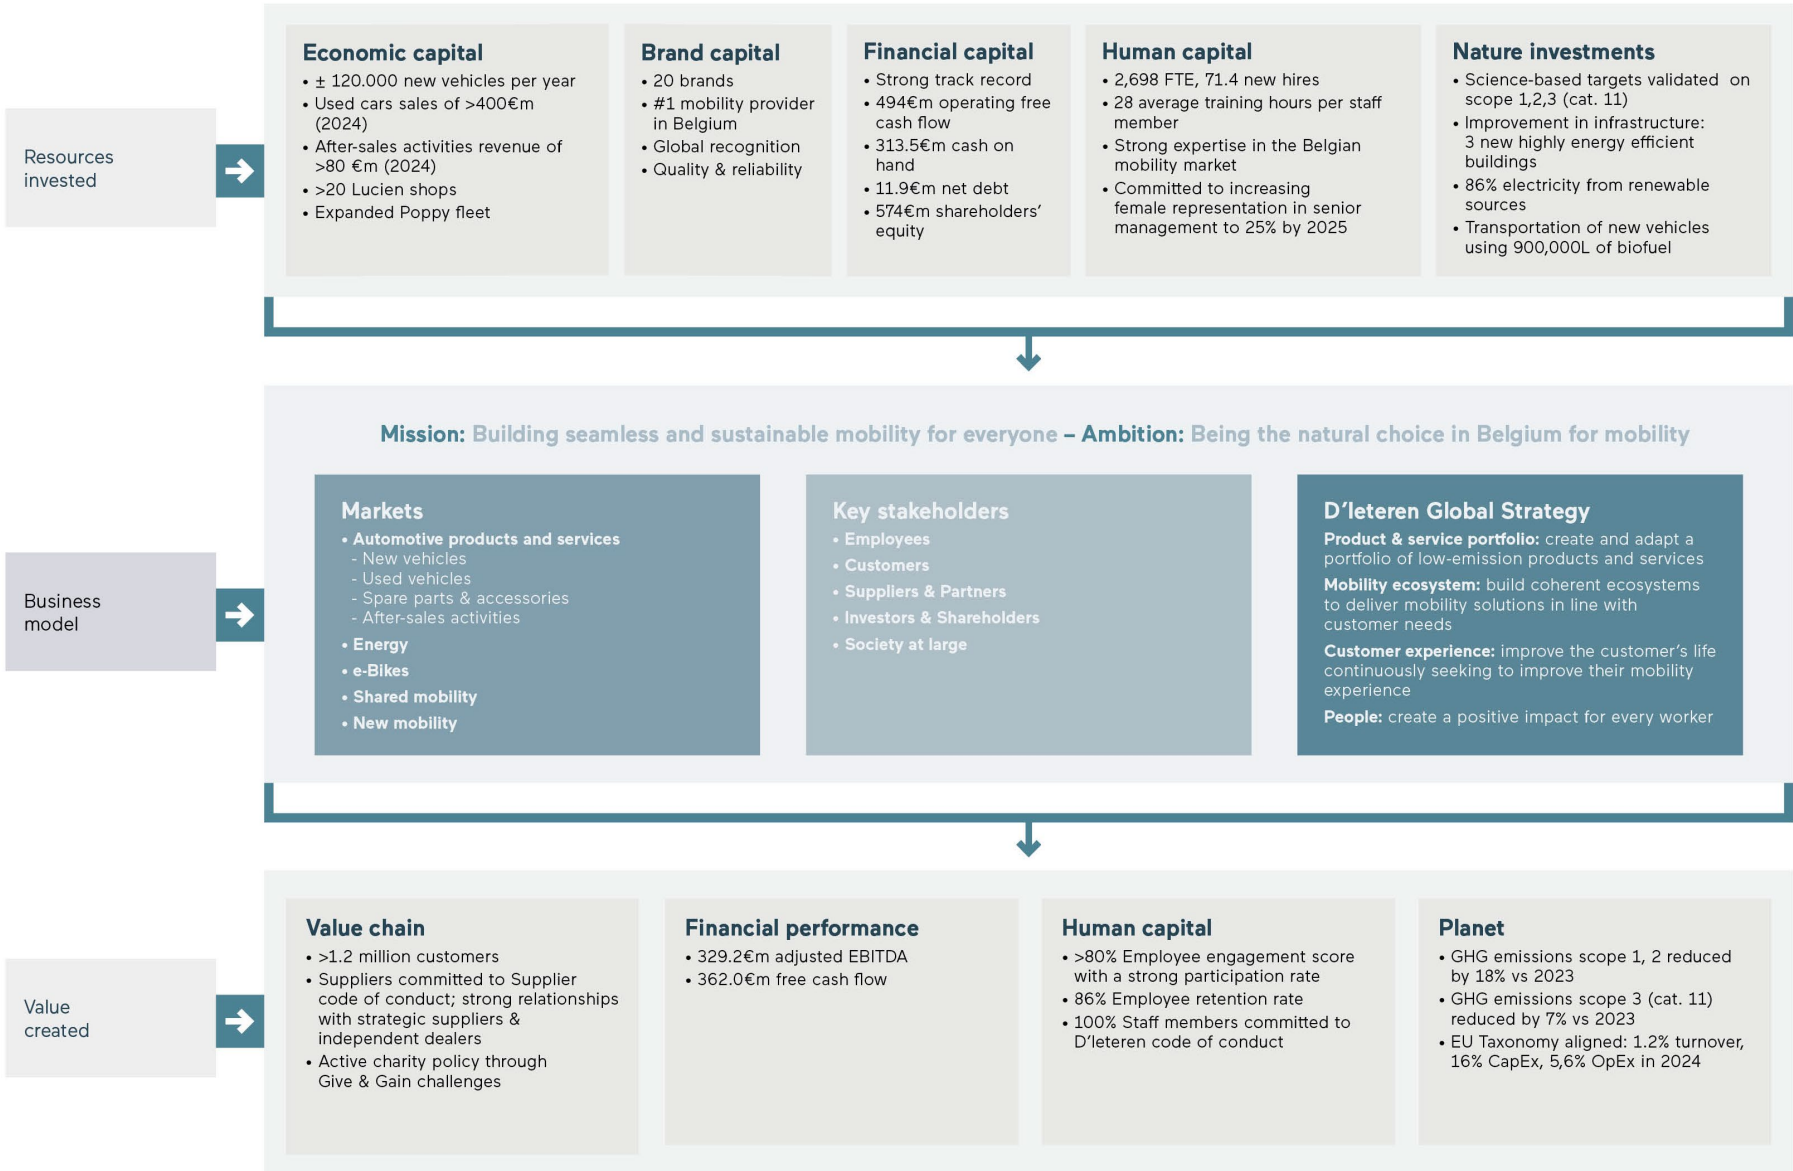 Resources
invested
Economic capital
• ± 120.000 new vehicles per year
• Used cars sales of >400€m
(2024)
• After-sales activities revenue of
>80 €m (2024)
• >20 Lucien shops
• Expanded Poppy fleet
Brand capital
• 20 brands
• #1 mobility provider
in Belgium
• Global recognition
• Quality & reliability
Financial capital
• Strong track record
• 494€m operating free
cash flow
• 313.5€m cash on
hand
• 11.9€m net debt
• 574€m shareholders’
equity
Human capital
• 2,698 FTE, 71.4 new hires
• 28 average training hours per staff
member
• Strong expertise in the Belgian
mobility market
• Committed to increasing
female representation in senior
management to 25% by 2025
Nature investments
• Science-based targets validated on
scope 1,2,3 (cat. 11)
• Improvement in infrastructure:
3 new highly energy efficient
buildings
• 86% electricity from renewable
sources
• Transportation of new vehicles
using 900,000L of biofuel
Business
model
Mission: Building seamless and sustainable mobility for everyone – Ambition: Being the natural choice in Belgium for mobility
Markets
• Automotive products and services
- New vehicles
- Used vehicles
- Spare parts & accessories
- After-sales activities
• Energy
• e-Bikes
• Shared mobility
• New mobility
Key stakeholders
• Employees
• Customers
• Suppliers & Partners
• Investors & Shareholders
• Society at large
D’Ieteren Global Strategy
Product & service portfolio: create and adapt a
portfolio of low-emission products and services
Mobility ecosystem: build coherent ecosystems
to deliver mobility solutions in line with
customer needs
Customer experience: improve the customer’s life
continuously seeking to improve their mobility
experience
People: create a positive impact for every worker
Value
created
Value chain
• >1.2 million customers
• Suppliers committed to Supplier
code of conduct; strong relationships
with strategic suppliers &
independent dealers
• Active charity policy through
Give & Gain challenges
Financial performance
• 329.2€m adjusted EBITDA
• 362.0€m free cash flow
Human capital
• >80% Employee engagement score
with a strong participation rate
• 86% Employee retention rate
• 100% Staff members committed to
D’Ieteren code of conduct
Planet
• GHG emissions scope 1, 2 reduced
by 18% vs 2023
• GHG emissions scope 3 (cat. 11)
reduced by 7% vs 2023
• EU Taxonomy aligned: 1.2% turnover,
16% CapEx, 5,6% OpEx in 2024